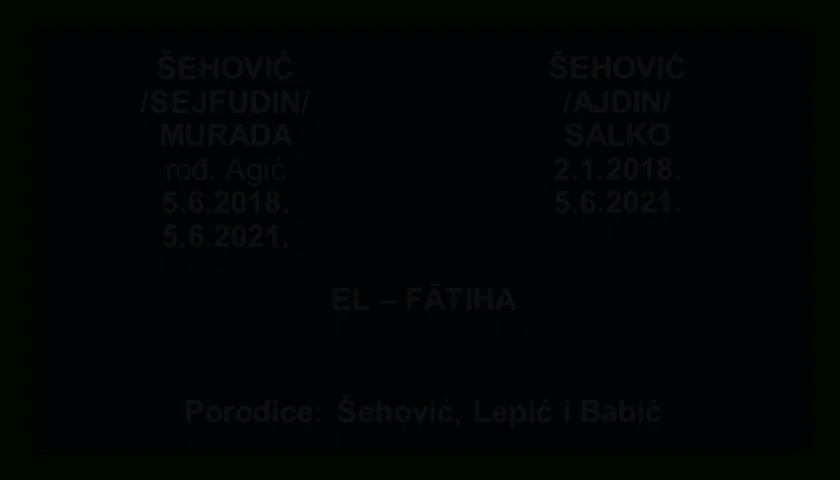 ŠEHOVIĆ
/SEJFUDIN/
MURADA
rođ. Agić
5.6.2018.
5.6.2021.
ŠEHOVIĆ
/AJDIN/
SALKO
2.1.2018.
5.6.2021.
EL – FĀTIHA
Porodice: Šehović, Lepić i Babić